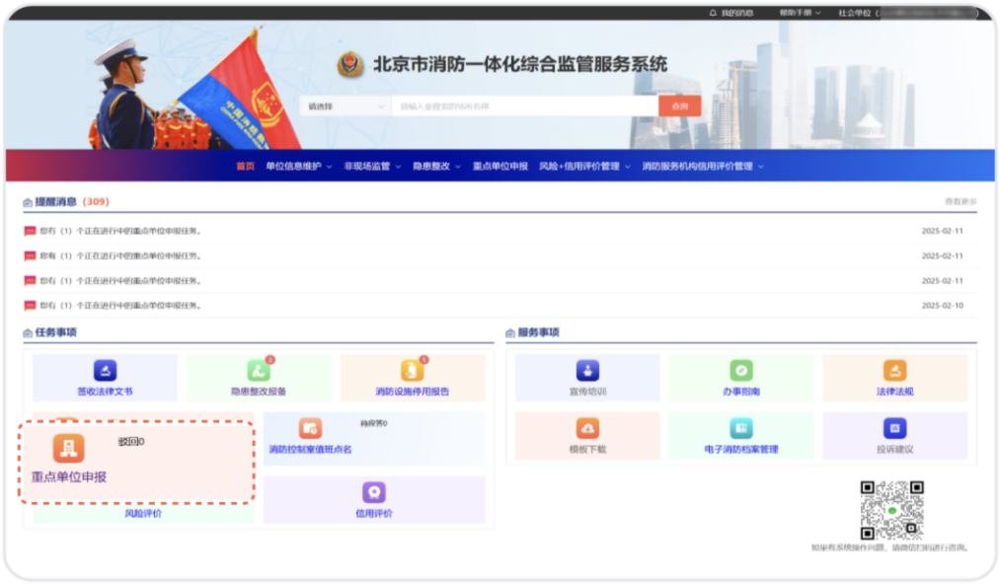 我的消息 帮助手册 社会单位 (
北京市消防一体化综合监管服务系统
请选择 请输入要搜索的场所名称 查询
中国消防救
首页 单位信息维护 非现场监管 隐患整改 重点单位申报 风险+信用评价管理 消防服务机构信用评价管理
提醒消息 (309) 查看更多
您有 (1) 个正在进行中的重点单位申报任务。 2025-02-11
您有 (1) 个正在进行中的重点单位申报任务。 2025-02-11
您有 (1) 个正在进行中的重点单位申报任务。 2025-02-11
您有 (1) 个正在进行中的重点单位申报任务。 2025-02-10
任务事项
签收法律文书 隐患整改报备 消防设施停用报告
驳回0
重点单位申报
待应答0
消防控制室值班点名
风险评价 信用评价
服务事项
宣传培训 办事指南 法律法规
模板下载 电子消防档案管理 投诉建议
如果有系统操作问题，请微信扫码进行咨询。